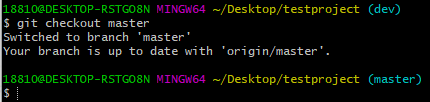 18810@DESKTOP-RSTGO8N MINGW64 ~/Desktop/testproject (dev)
$ git checkout master
Switched to branch 'master'
Your branch is up to date with 'origin/master'.
18810@DESKTOP-RSTGO8N MINGW64 ~/Desktop/testproject (master)
$